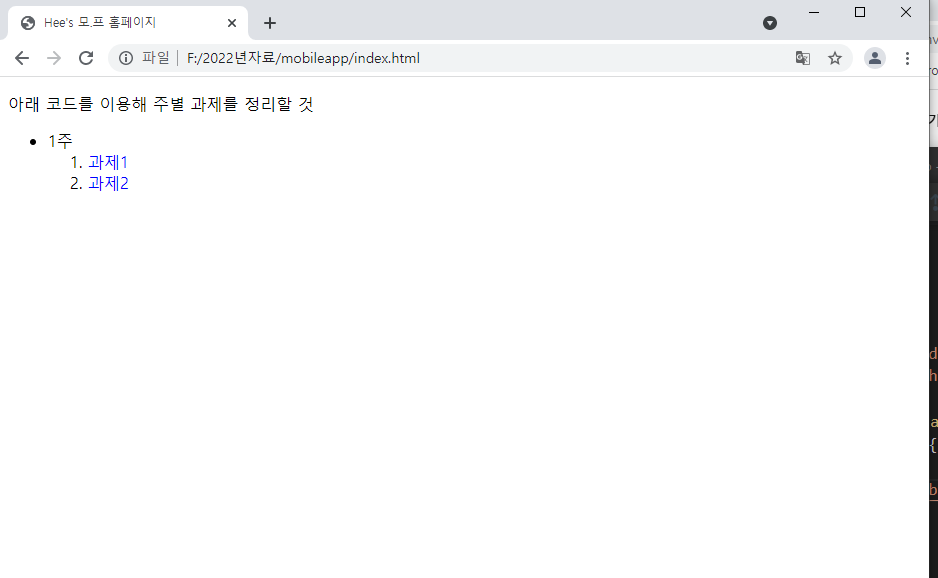 Hee's 모.프 홈페이지
파일 F:/2022년자료/mobileapp/index.html
아래 코드를 이용해 주별 과제를 정리할 것
1주
1. 과제1
2. 과제2